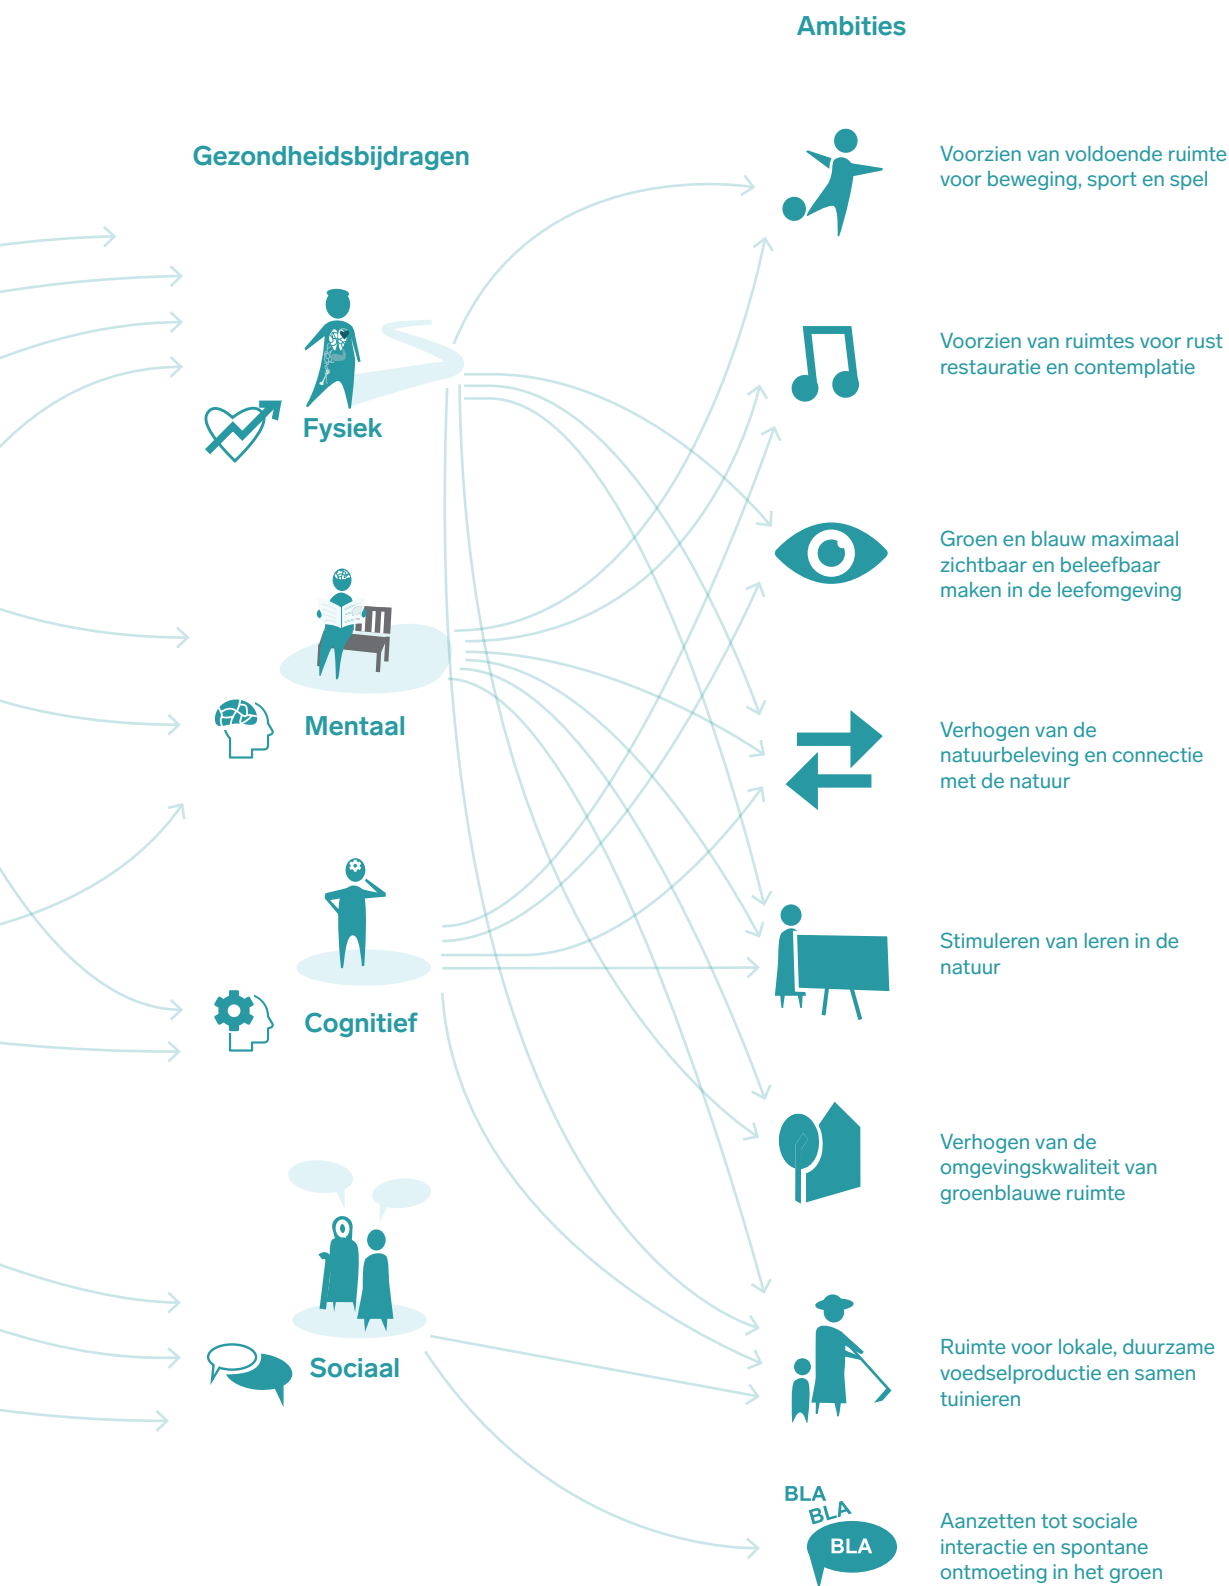 Ambities
Gezondheidsbijdragen
Voorzien van voldoende ruimte
voor beweging, sport en spel
Voorzien van ruimtes voor rust
restauratie en contemplatie
Fysiek
Groen en blauw maximaal
zichtbaar en beleefbaar
maken in de leefomgeving
Mentaal
Verhogen van de
natuurbeleving en connectie
met de natuur
Stimuleren van leren in de
natuur
Cognitief
Verhogen van de
omgevingskwaliteit van
groenblauwe ruimte
Sociaal
Ruimte voor lokale, duurzame
voedselproductie en samen
tuinieren
BLA
BLA
BLA
Aanzetten tot sociale
interactie en spontane
ontmoeting in het groen